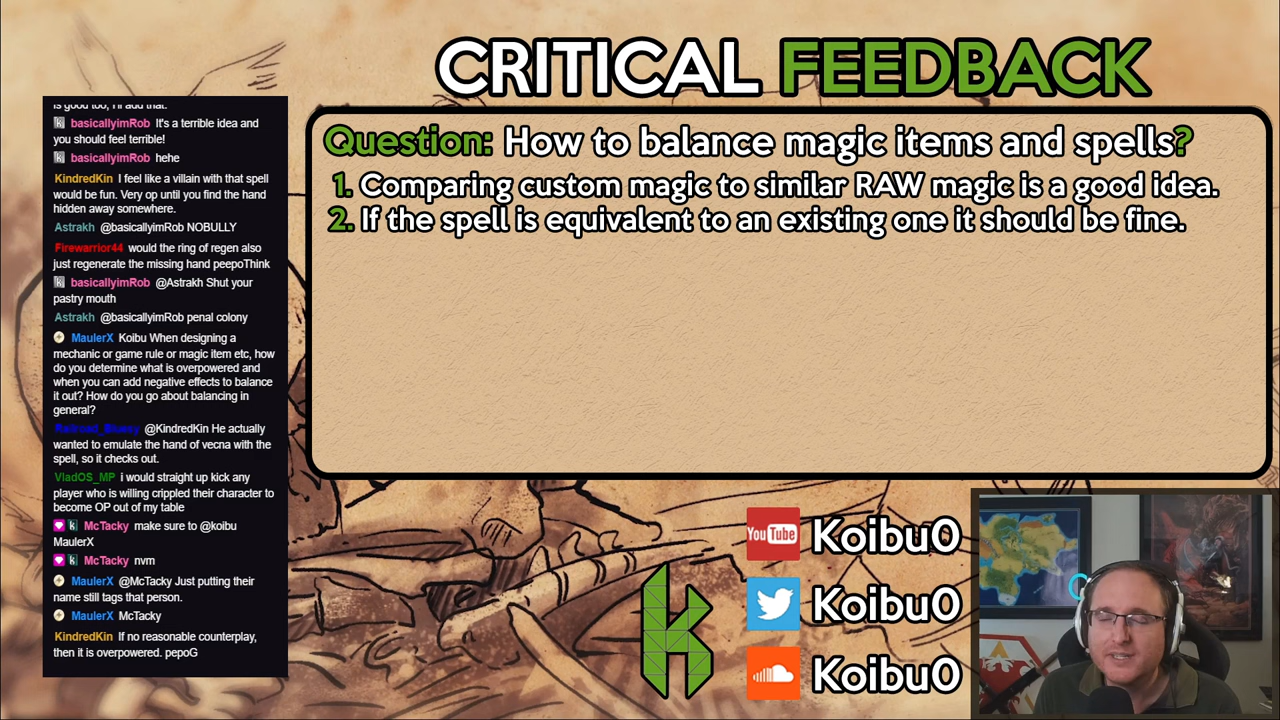 CRITICAL FEEDBACK
is good too, I'll add that.
basicallyimRob It's a terrible idea and
you should feel terrible!
basicallyimRob hehe
KindredKin I feel like a villain with that spell
would be fun. Very op until you find the hand
hidden away somewhere.
Astrakh @basicallyimRob NOBULLY
Firewarrior44 would the ring of regen also
just regenerate the missing hand peepoThink
basicallyimRob @Astrakh Shut your
pastry mouth
Astrakh @basicallyimRob penal colony
MaulerX Koibu When designing a
mechanic or game rule or magic item etc, how
do you determine what is overpowered and
when you can add negative effects to balance
it out? How do you go about balancing in
general?
@KindredKin He actually
wanted to emulate the hand of vecna with the
spell, so it checks out.
VladOS_MP i would straight up kick any
player who is willing crippled their character to
become OP out of my table
McTacky make sure to @koibu
MaulerX
McTacky nvm
MaulerX @McTacky Just putting their
name still tags that person.
MaulerX McTacky
KindredKin If no reasonable counterplay,
then it is overpowered. pepoG
Question: How to balance magic items and spells?
1. Comparing custom magic to similar RAW magic is a good idea.
2. If the spell is equivalent to an existing one it should be fine.
YouTube Koibu0
Koibu0
Koibu0